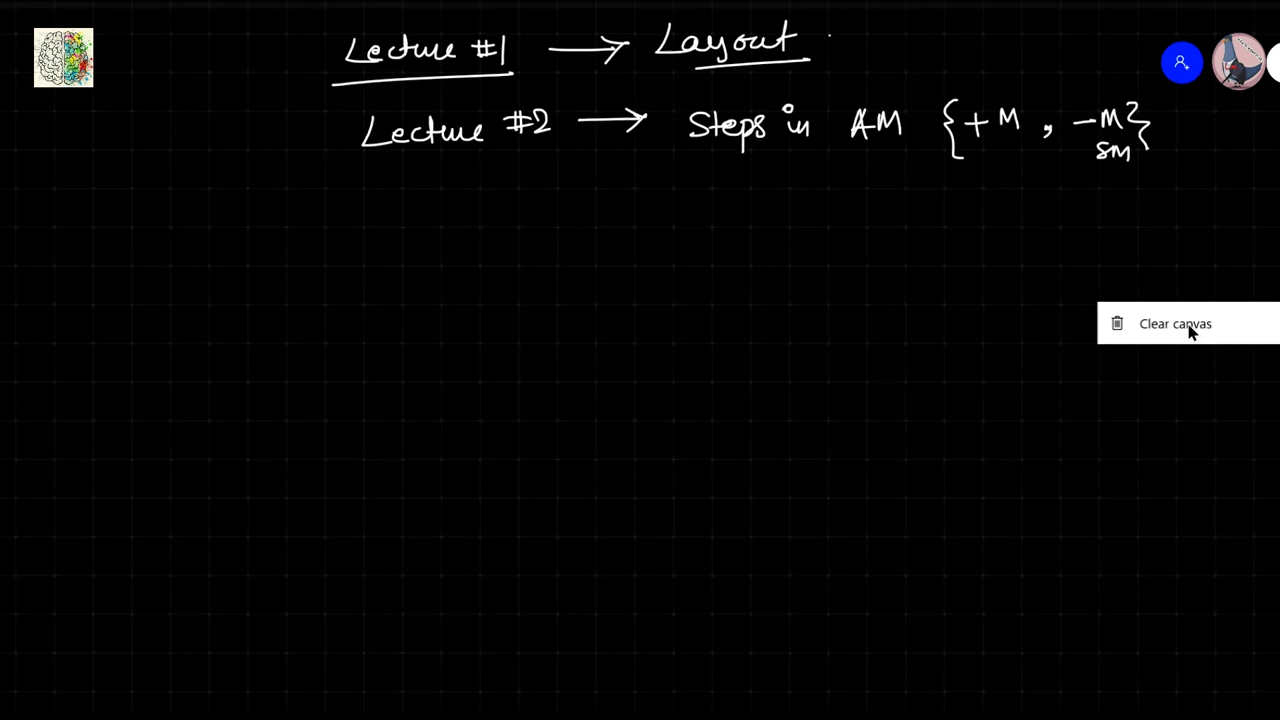 Lecture #1 → Layout
Lecture #2 → Steps in AM {+M, -M}
SM
Clear canvas